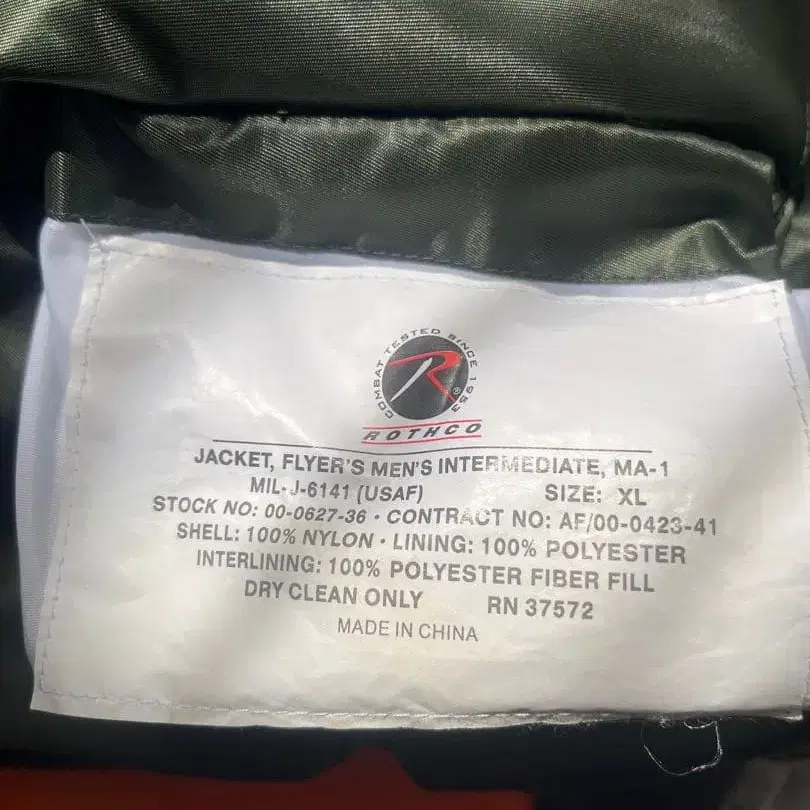 COMBAT TESTED SINCE 1953
R ®
ROTHCO
JACKET, FLYER'S MEN'S INTERMEDIATE, MA-1
MIL-J-6141 (USAF) SIZE: XL
STOCK NO: 00-0627-36 · CONTRACT NO: AF/00-0423-41
SHELL: 100% NYLON · LINING: 100% POLYESTER
INTERLINING: 100% POLYESTER FIBER FILL
DRY CLEAN ONLY RN 37572
MADE IN CHINA